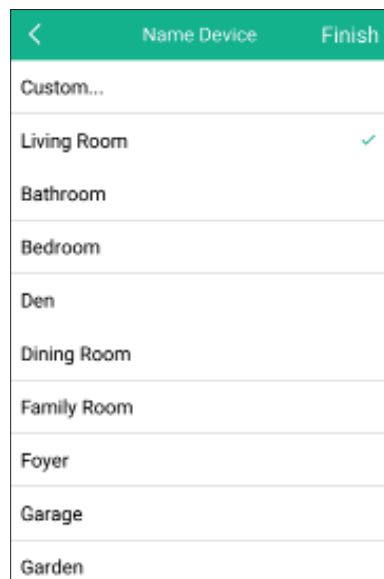 Name Device Finish
Custom...
Living Room
Bathroom
Bedroom
Den
Dining Room
Family Room
Foyer
Garage
Garden